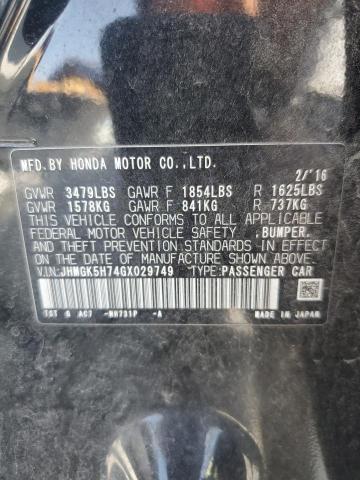 MFD.BY HONDA MOTOR CO.,LTD.
2/'16
GVWR 3479LBS GAWR F 1854LBS R 1625LBS
GVWR 1578KG GAWR F 841KG R 737KG
THIS VEHICLE CONFORMS TO ALL APPLICABLE
FEDERAL MOTOR VEHICLE SAFETY, BUMPER,
AND THEFT PREVENTION STANDARDS IN EFFECT
ON THE DATE OF MANUFACTURE SHOWN ABOVE.
V.I.N.:JHMGK5H74GX029749 TYPE:PASSENGER CAR
AC7 -NH731P -A MADE IN JAPAN